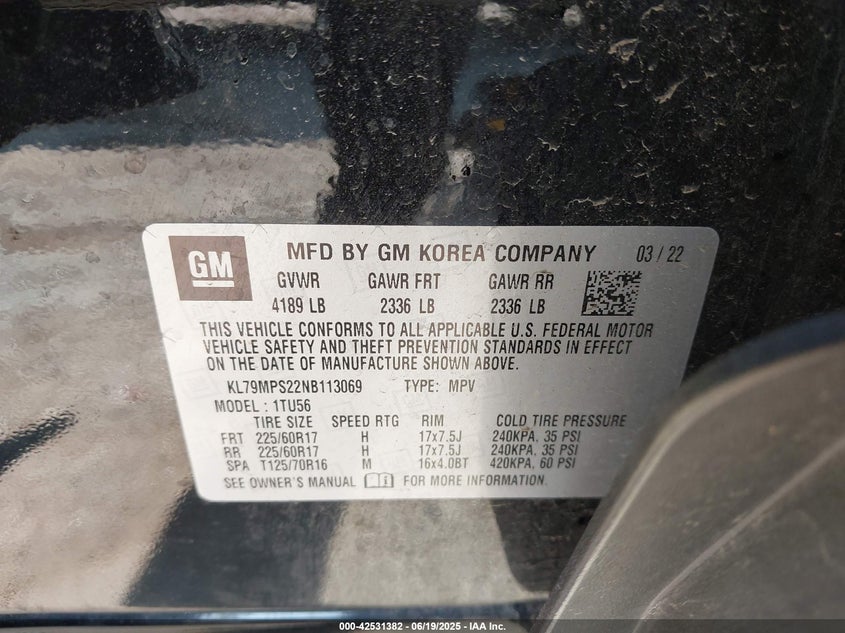 GM MFD BY GM KOREA COMPANY 03 / 22
GVWR GAWR FRT GAWR RR
4189 LB 2336 LB 2336 LB
THIS VEHICLE CONFORMS TO ALL APPLICABLE U.S. FEDERAL MOTOR
VEHICLE SAFETY AND THEFT PREVENTION STANDARDS IN EFFECT
ON THE DATE OF MANUFACTURE SHOWN ABOVE.
KL79MPS22NB113069 TYPE: MPV
MODEL : 1TU56
TIRE SIZE SPEED RTG RIM COLD TIRE PRESSURE
FRT 225/60R17 H 17x7.5J 240KPA, 35 PSI
RR 225/60R17 H 17x7.5J 240KPA, 35 PSI
SPA T125/70R16 M 16x4.0BT 420KPA, 60 PSI
SEE OWNER'S MANUAL FOR MORE INFORMATION.
000-42531382 - 06/19/2025 - IAA Inc.